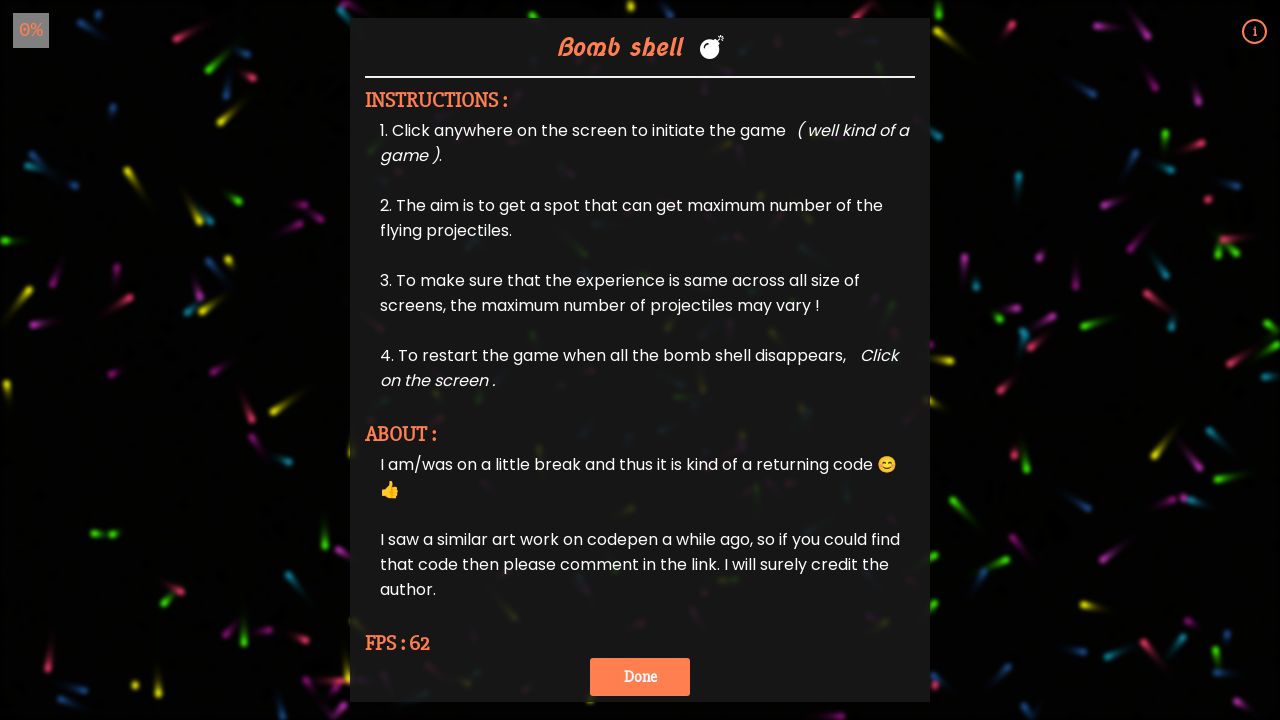 0%
i
Bomb shell 💣
INSTRUCTIONS :
1. Click anywhere on the screen to initiate the game ( well kind of a
game ).
2. The aim is to get a spot that can get maximum number of the
flying projectiles.
3. To make sure that the experience is same across all size of
screens, the maximum number of projectiles may vary !
4. To restart the game when all the bomb shell disappears, Click
on the screen .
ABOUT :
I am/was on a little break and thus it is kind of a returning code 😊
👍
I saw a similar art work on codepen a while ago, so if you could find
that code then please comment in the link. I will surely credit the
author.
FPS : 62
Done